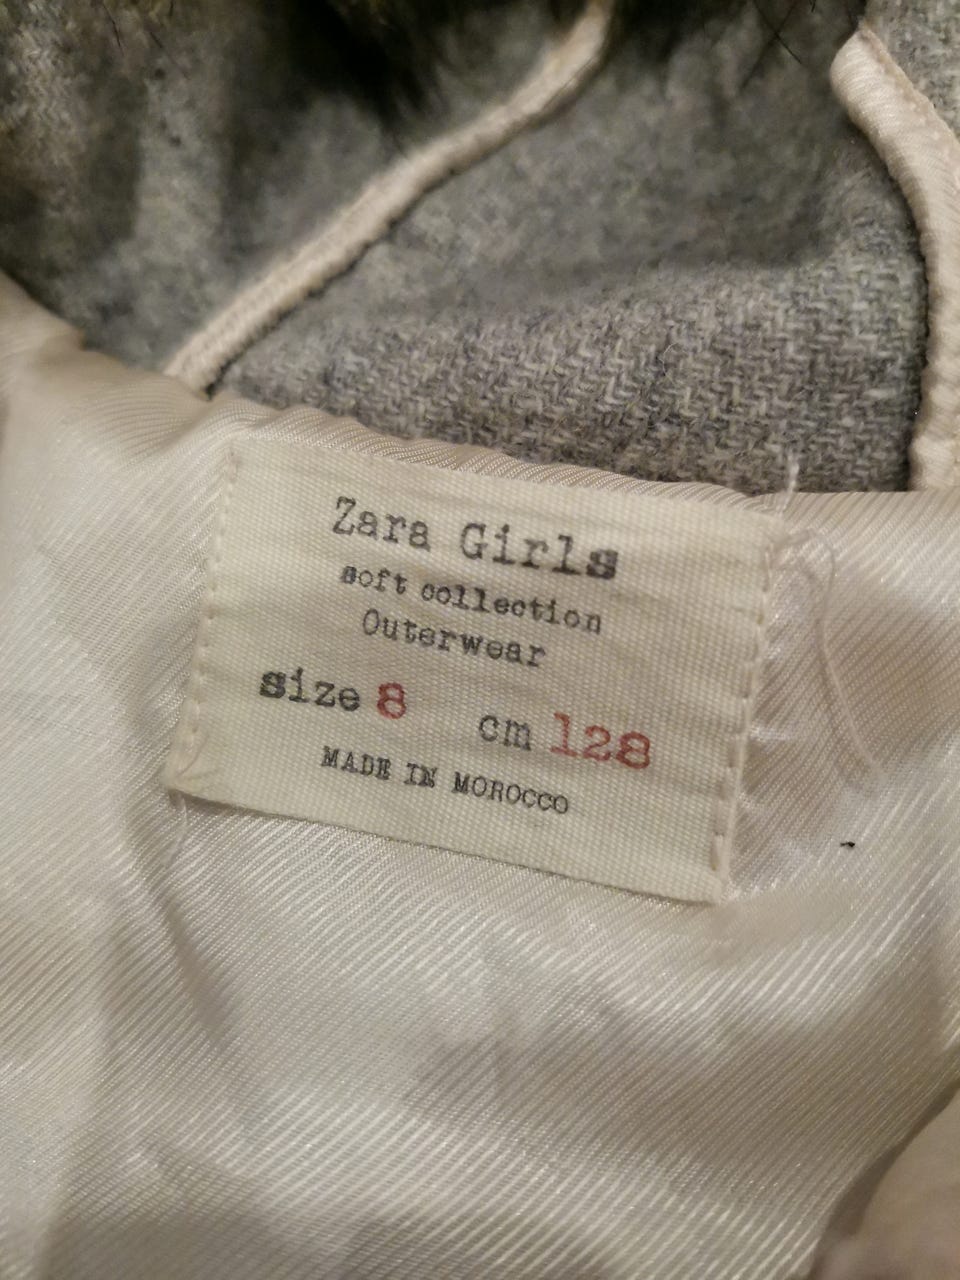 Zara Girls
soft collection
Outerwear
size 8 cm 128
MADE IN MOROCCO